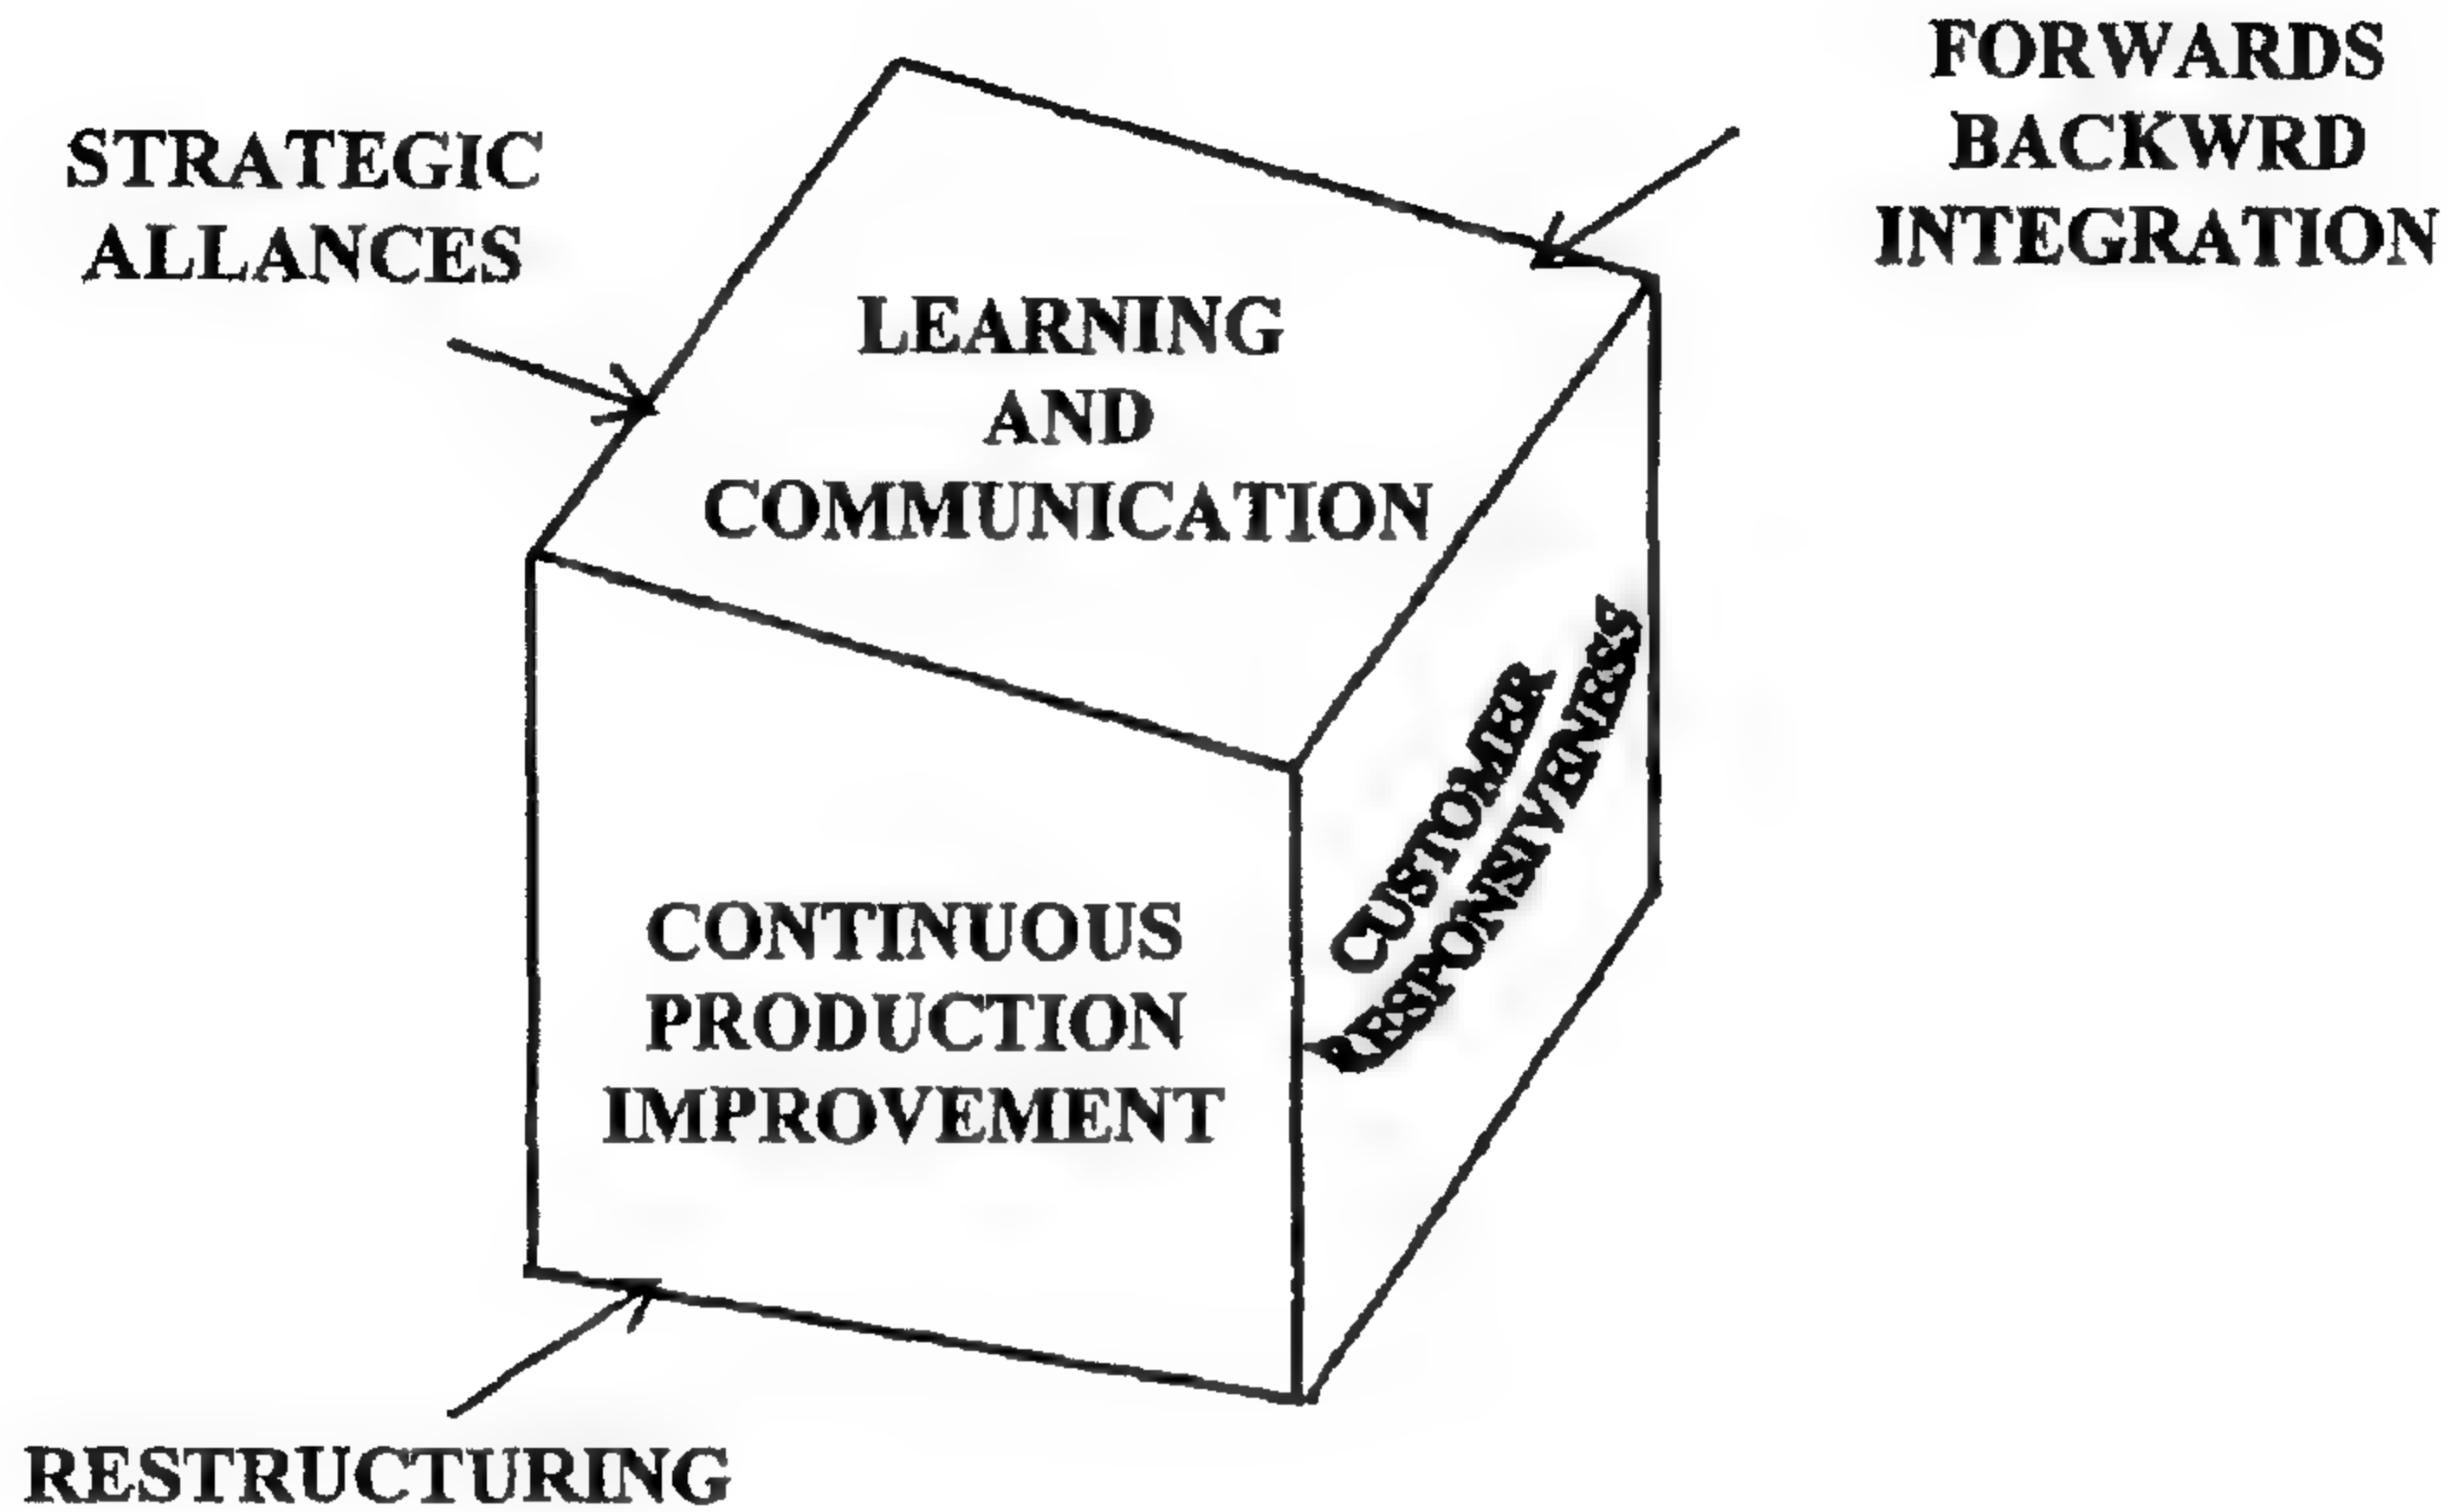 FORWARDS
BACKWRD
INTEGRATION
STRATEGIC
ALLANCES
LEARNING
AND
COMMUNICATION
CUSTOMER
RESPONSIVENESS
CONTINUOUS
PRODUCTION
IMPROVEMENT
RESTRUCTURING